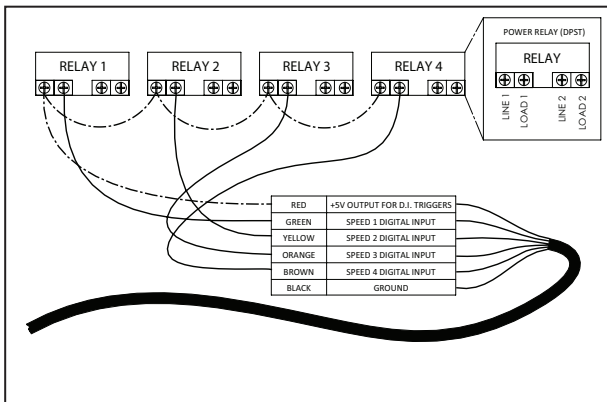 POWER RELAY (DPST)
RELAY 1
RELAY 2
RELAY 3
RELAY 4
RELAY
LINE 1
LOAD 1
LINE 2
LOAD 2
RED +5V OUTPUT FOR D.I. TRIGGERS
GREEN SPEED 1 DIGITAL INPUT
YELLOW SPEED 2 DIGITAL INPUT
ORANGE SPEED 3 DIGITAL INPUT
BROWN SPEED 4 DIGITAL INPUT
BLACK GROUND